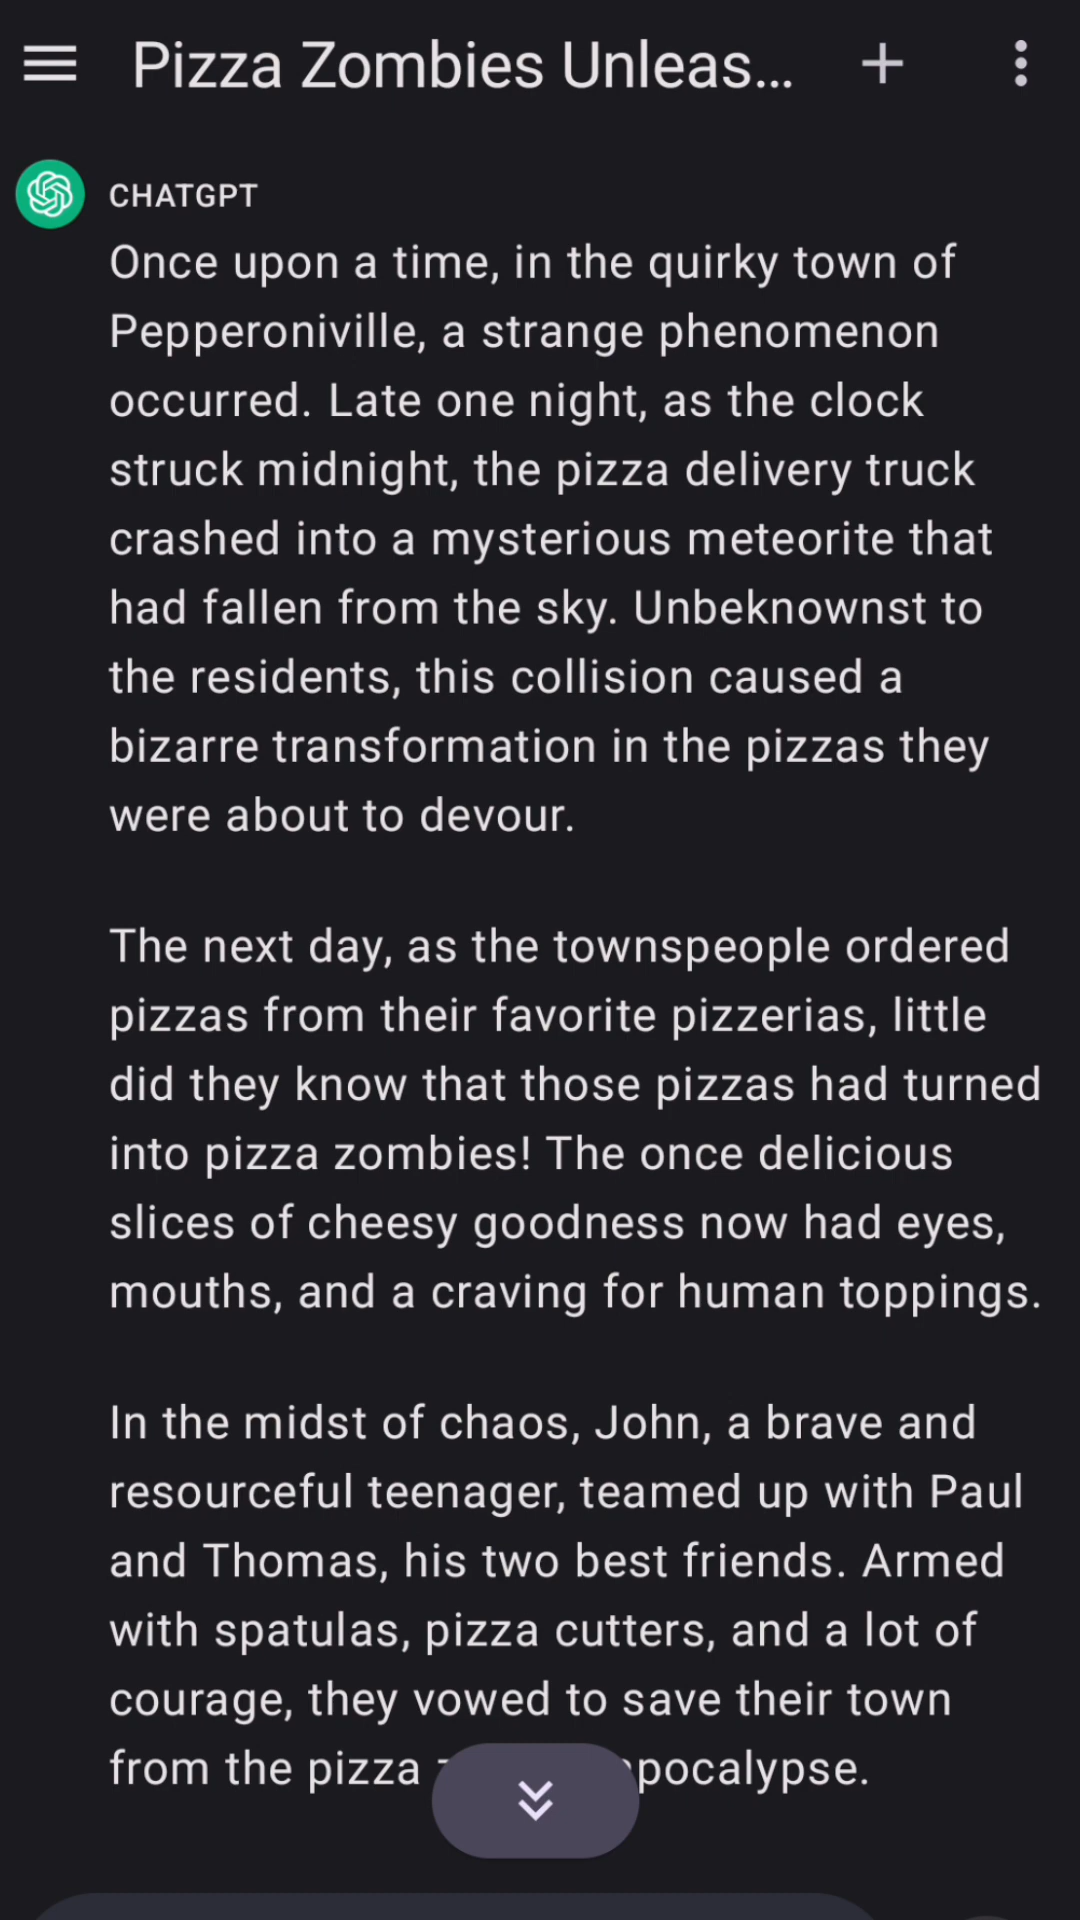 Pizza Zombies Unleas...
CHATGPT
Once upon a time, in the quirky town of
Pepperoniville, a strange phenomenon
occurred. Late one night, as the clock
struck midnight, the pizza delivery truck
crashed into a mysterious meteorite that
had fallen from the sky. Unbeknownst to
the residents, this collision caused a
bizarre transformation in the pizzas they
were about to devour.
The next day, as the townspeople ordered
pizzas from their favorite pizzerias, little
did they know that those pizzas had turned
into pizza zombies! The once delicious
slices of cheesy goodness now had eyes,
mouths, and a craving for human toppings.
In the midst of chaos, John, a brave and
resourceful teenager, teamed up with Paul
and Thomas, his two best friends. Armed
with spatulas, pizza cutters, and a lot of
courage, they vowed to save their town
from the pizza pocalypse.